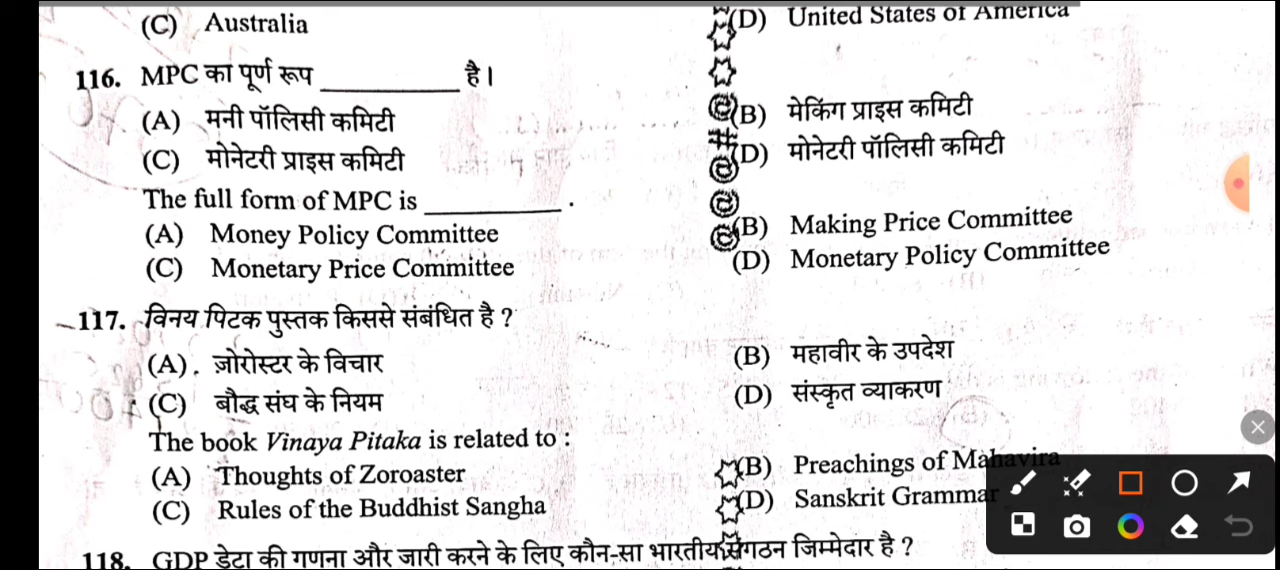 (C) Australia
(D) United States of America
116. MPC का पूर्ण रूप __________ है।
(A) मनी पॉलिसी कमिटी
(B) मेकिंग प्राइस कमिटी
(C) मोनेटरी प्राइस कमिटी
(D) मोनेटरी पॉलिसी कमिटी
The full form of MPC is __________ .
(A) Money Policy Committee
(B) Making Price Committee
(C) Monetary Price Committee
(D) Monetary Policy Committee
117. विनय पिटक पुस्तक किससे संबंधित है ?
(A) ज़ोरोस्टर के विचार
(B) महावीर के उपदेश
(C) बौद्ध संघ के नियम
(D) संस्कृत व्याकरण
The book Vinaya Pitaka is related to :
(A) Thoughts of Zoroaster
(B) Preachings of Mahavira
(C) Rules of the Buddhist Sangha
(D) Sanskrit Grammar
118. GDP डेटा की गणना और जारी करने के लिए कौन-सा भारतीय संगठन जिम्मेदार है ?